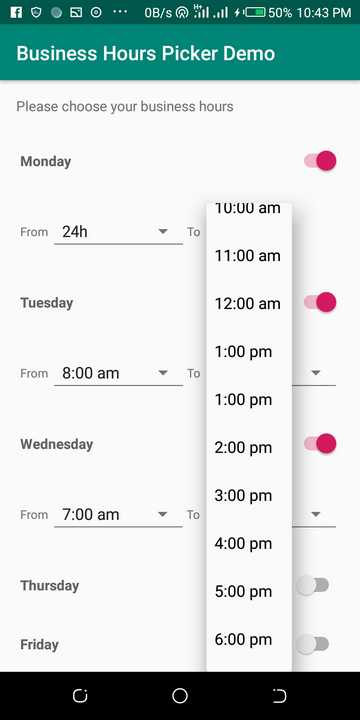 0B/s H+ 50% 10:43 PM
Business Hours Picker Demo
Please choose your business hours
Monday
From 24h To
10:00 am
11:00 am
Tuesday
12:00 am
1:00 pm
From 8:00 am To
1:00 pm
Wednesday
2:00 pm
3:00 pm
From 7:00 am To
4:00 pm
Thursday
5:00 pm
Friday
6:00 pm